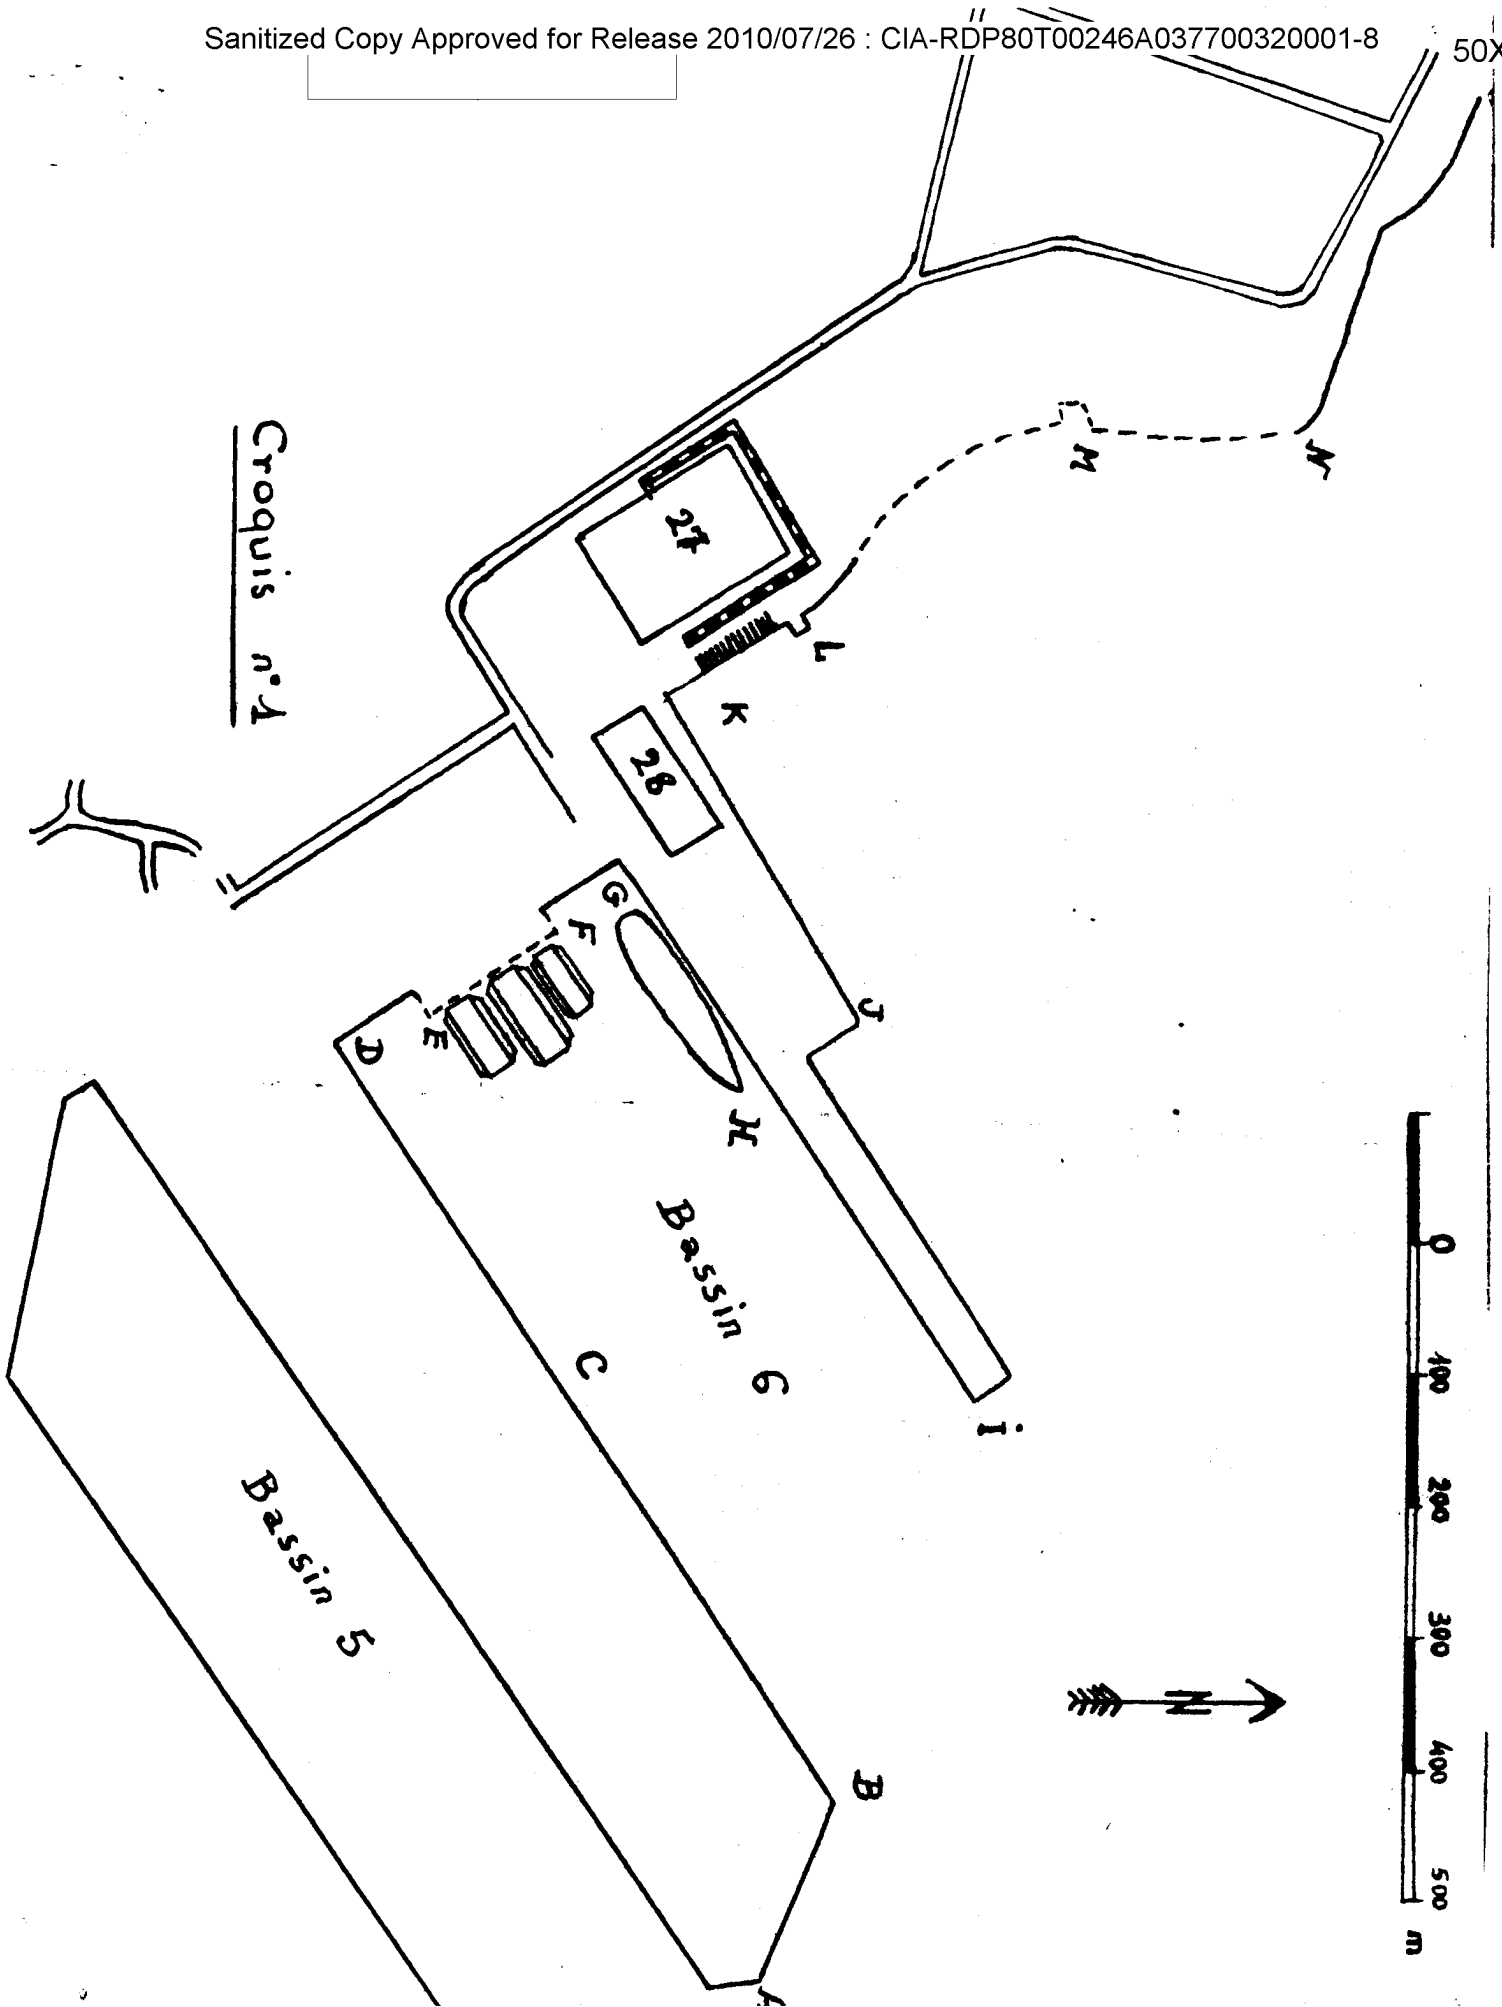 Sanitized Copy Approved for Release 2010/07/26 : CIA-RDP80T00246A037700320001-8
50X
N
M
L
K
27
28
Croquis n°1
G
F
E
D
J
H
Bassin 6
C
I
B
A
Bassin 5
0 100 200 300 400 500 m
N